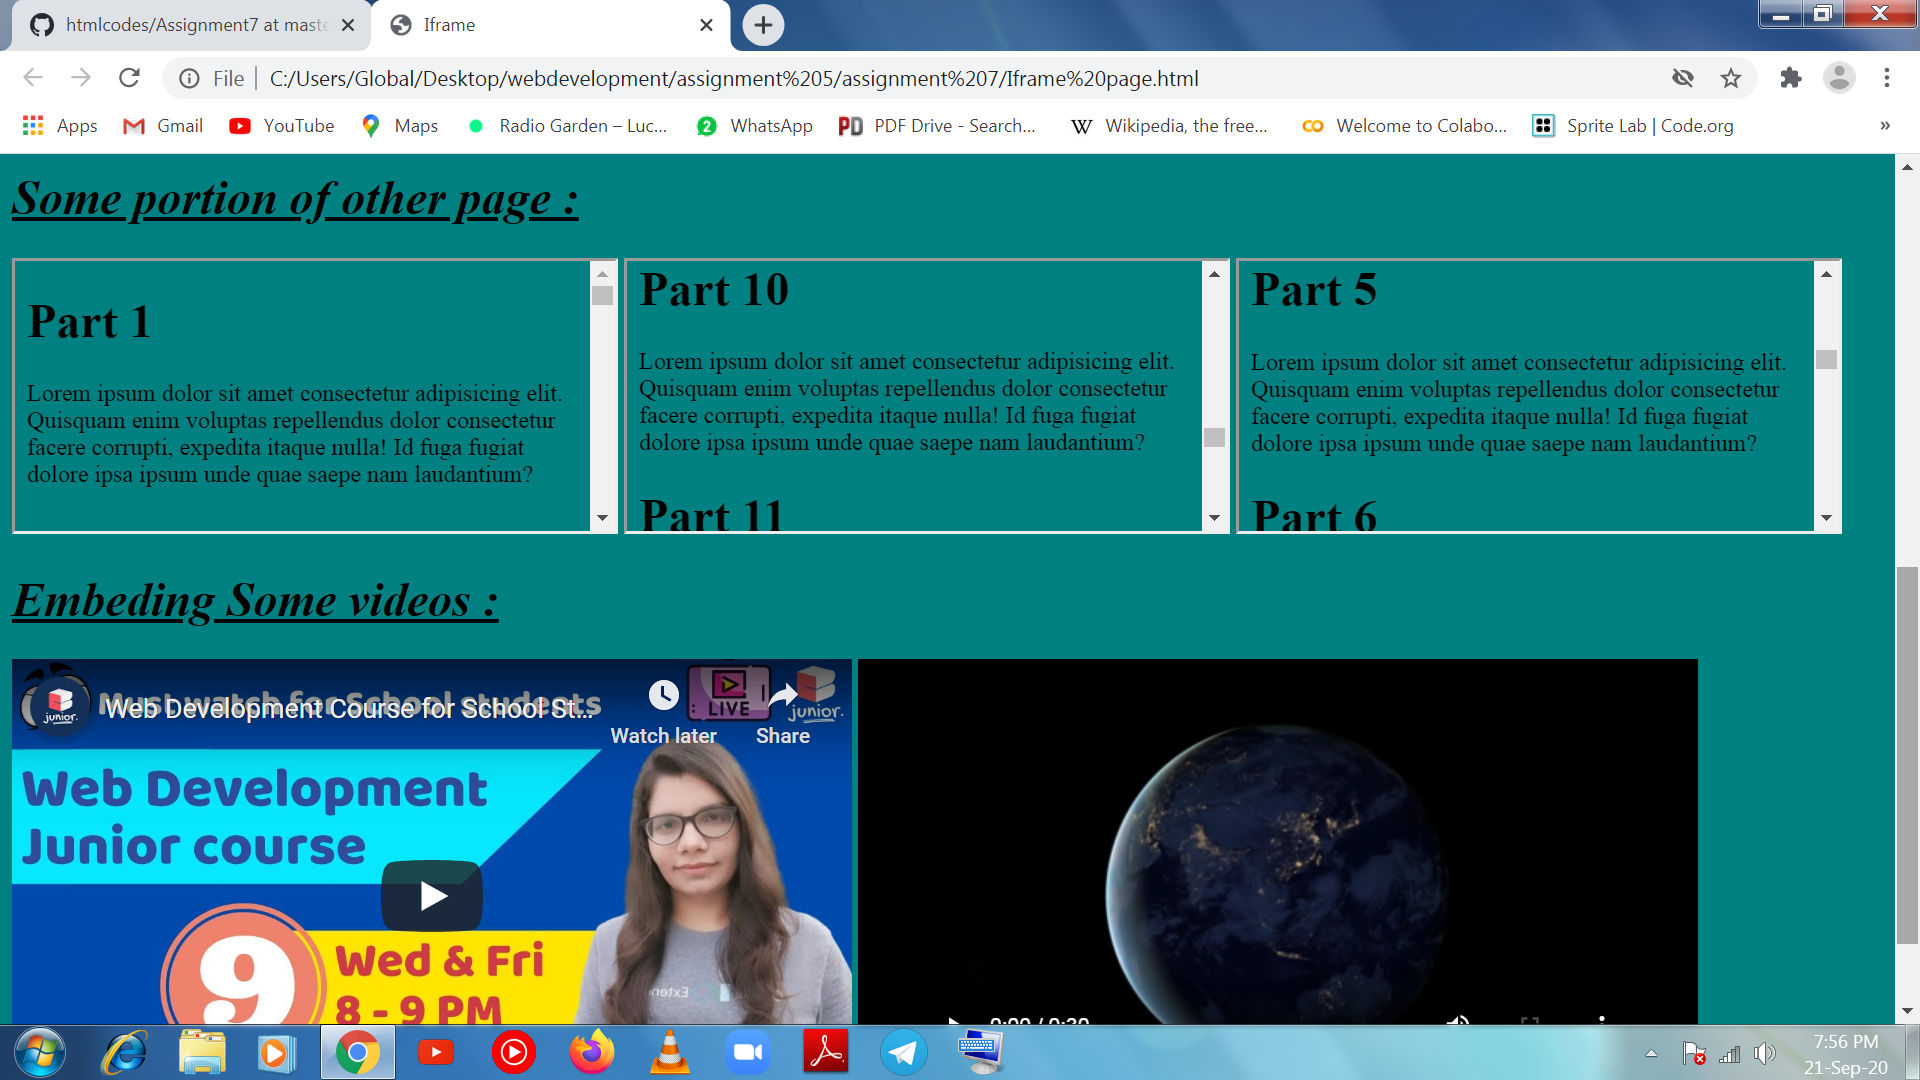 htmlcodes/Assignment7 at maste
Iframe
File
C:/Users/Global/Desktop/webdevelopment/assignment%205/assignment%207/Iframe%20page.html
Apps
Gmail
YouTube
Maps
Radio Garden – Luc...
WhatsApp
PDF Drive - Search...
Wikipedia, the free...
Welcome to Colabo...
Sprite Lab | Code.org
»
Some portion of other page :
Part 1
Lorem ipsum dolor sit amet consectetur adipisicing elit.
Quisquam enim voluptas repellendus dolor consectetur
facere corrupti, expedita itaque nulla! Id fuga fugiat
dolore ipsa ipsum unde quae saepe nam laudantium?
Part 10
Lorem ipsum dolor sit amet consectetur adipisicing elit.
Quisquam enim voluptas repellendus dolor consectetur
facere corrupti, expedita itaque nulla! Id fuga fugiat
dolore ipsa ipsum unde quae saepe nam laudantium?
Part 11
Part 5
Lorem ipsum dolor sit amet consectetur adipisicing elit.
Quisquam enim voluptas repellendus dolor consectetur
facere corrupti, expedita itaque nulla! Id fuga fugiat
dolore ipsa ipsum unde quae saepe nam laudantium?
Part 6
Embeding Some videos :
junior.
Must watch for School students
Web Development Course for School St...
Watch later
LIVE
Share
junior.
Web Development
Junior course
9
Wed & Fri
8 - 9 PM
Extend
0:00 / 0:30
7:56 PM
21-Sep-20